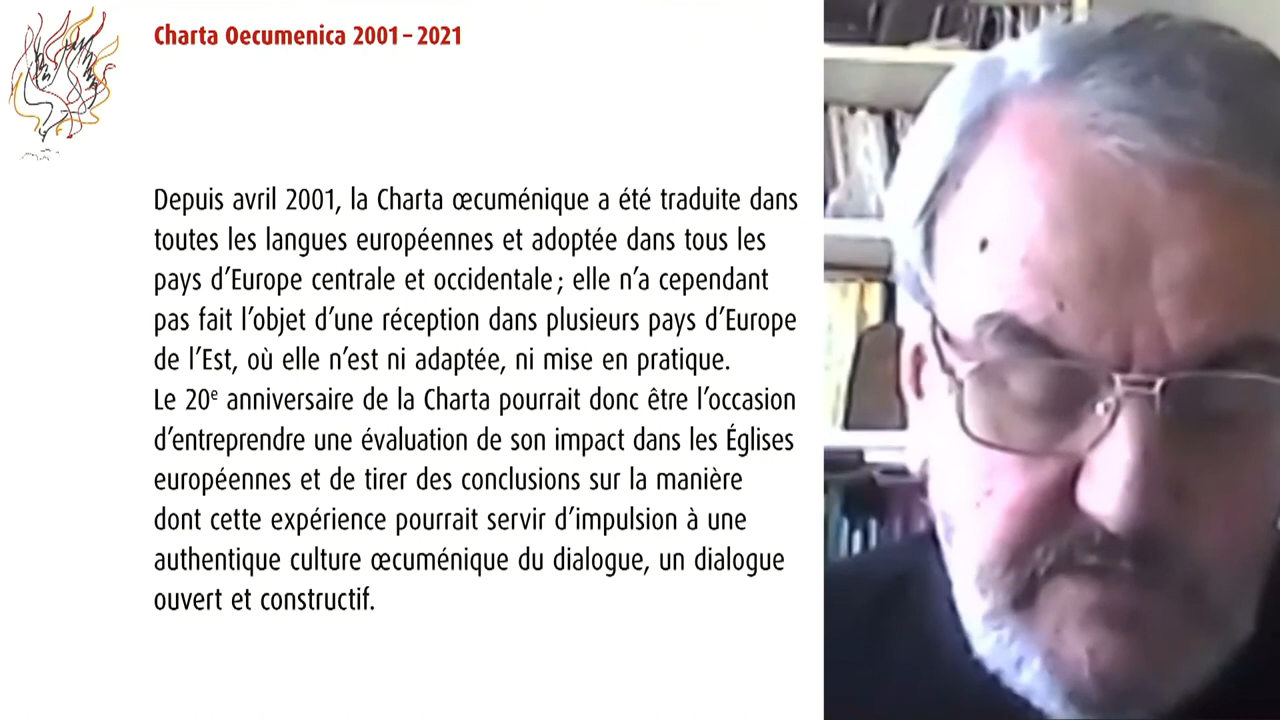 Charta Oecumenica 2001–2021
Depuis avril 2001, la Charta œcuménique a été traduite dans
toutes les langues européennes et adoptée dans tous les
pays d’Europe centrale et occidentale ; elle n’a cependant
pas fait l’objet d’une réception dans plusieurs pays d’Europe
de l’Est, où elle n’est ni adaptée, ni mise en pratique.
Le 20e anniversaire de la Charta pourrait donc être l’occasion
d’entreprendre une évaluation de son impact dans les Églises
européennes et de tirer des conclusions sur la manière
dont cette expérience pourrait servir d’impulsion à une
authentique culture œcuménique du dialogue, un dialogue
ouvert et constructif.